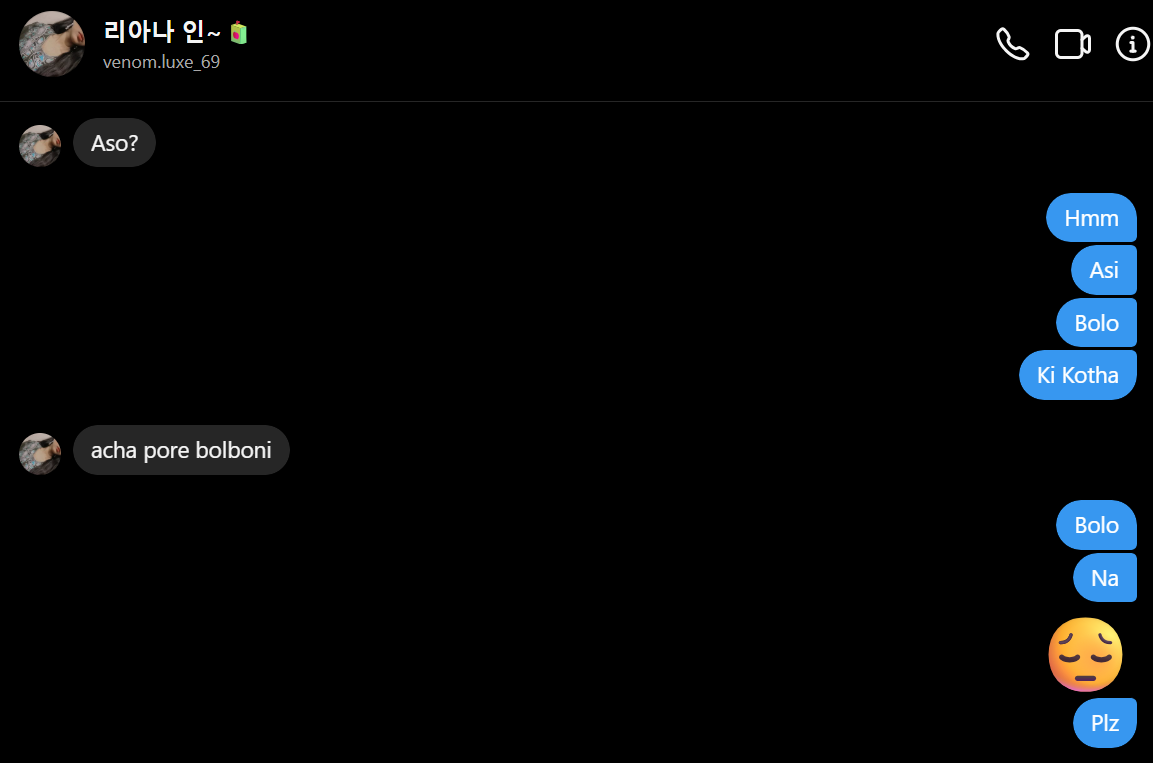 리아나 인~
venom.luxe_69
Aso?
Hmm
Asi
Bolo
Ki Kotha
acha pore bolboni
Bolo
Na
Plz